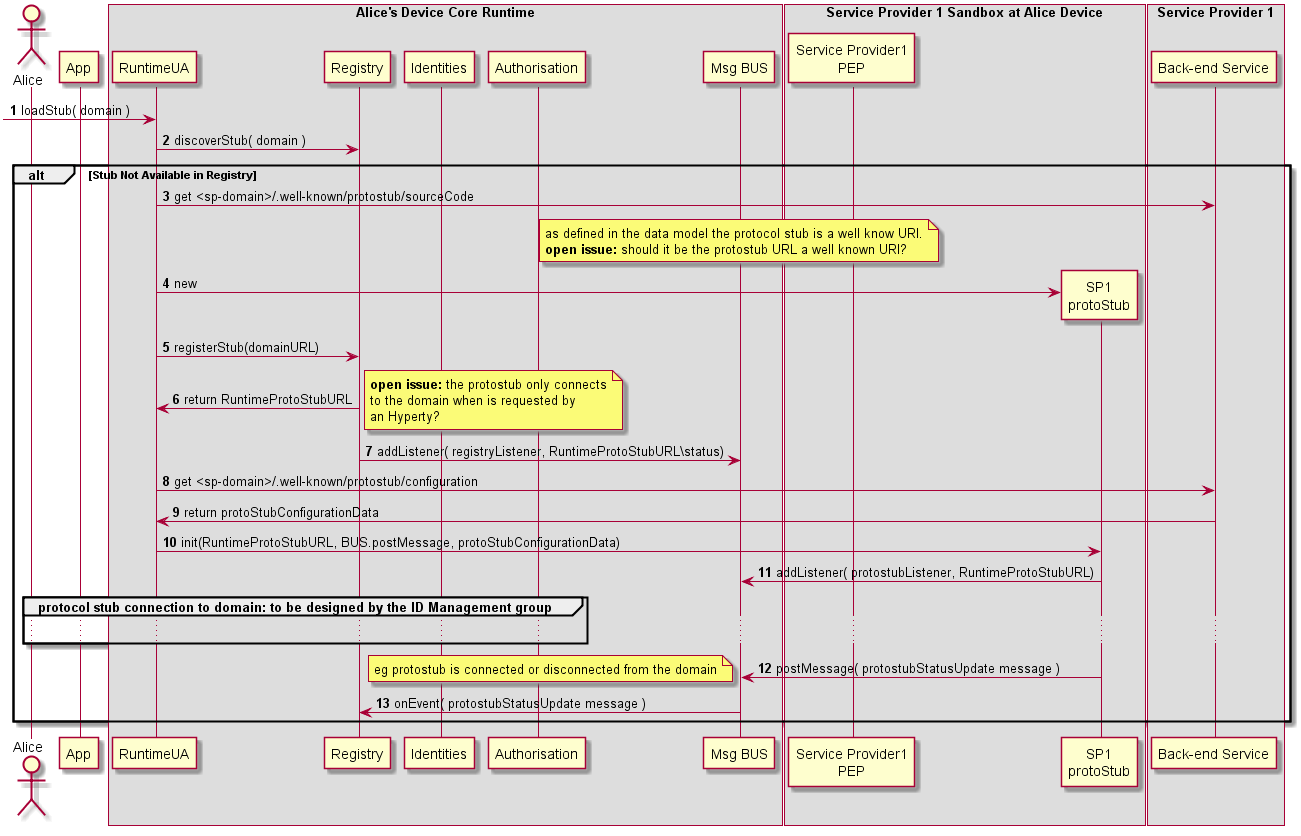 Alice's Device Core Runtime
Service Provider 1 Sandbox at Alice Device
Service Provider 1
Alice
App
RuntimeUA
Registry
Identities
Authorisation
Msg BUS
Service Provider1
PEP
Back-end Service
1 loadStub( domain )
2 discoverStub( domain )
alt [Stub Not Available in Registry]
3 get <sp-domain>/.well-known/protostub/sourceCode
as defined in the data model the protocol stub is a well know URI.
open issue: should it be the protostub URL a well known URI?
4 new
SP1
protoStub
5 registerStub(domainURL)
open issue: the protostub only connects
to the domain when is requested by
an Hyperty?
6 return RuntimeProtoStubURL
7 addListener( registryListener, RuntimeProtoStubURL\status)
8 get <sp-domain>/.well-known/protostub/configuration
9 return protoStubConfigurationData
10 init(RuntimeProtoStubURL, BUS.postMessage, protoStubConfigurationData)
11 addListener( protostubListener, RuntimeProtoStubURL)
protocol stub connection to domain: to be designed by the ID Management group
eg protostub is connected or disconnected from the domain
12 postMessage( protostubStatusUpdate message )
13 onEvent( protostubStatusUpdate message )
Alice
App
RuntimeUA
Registry
Identities
Authorisation
Msg BUS
Service Provider1
PEP
SP1
protoStub
Back-end Service